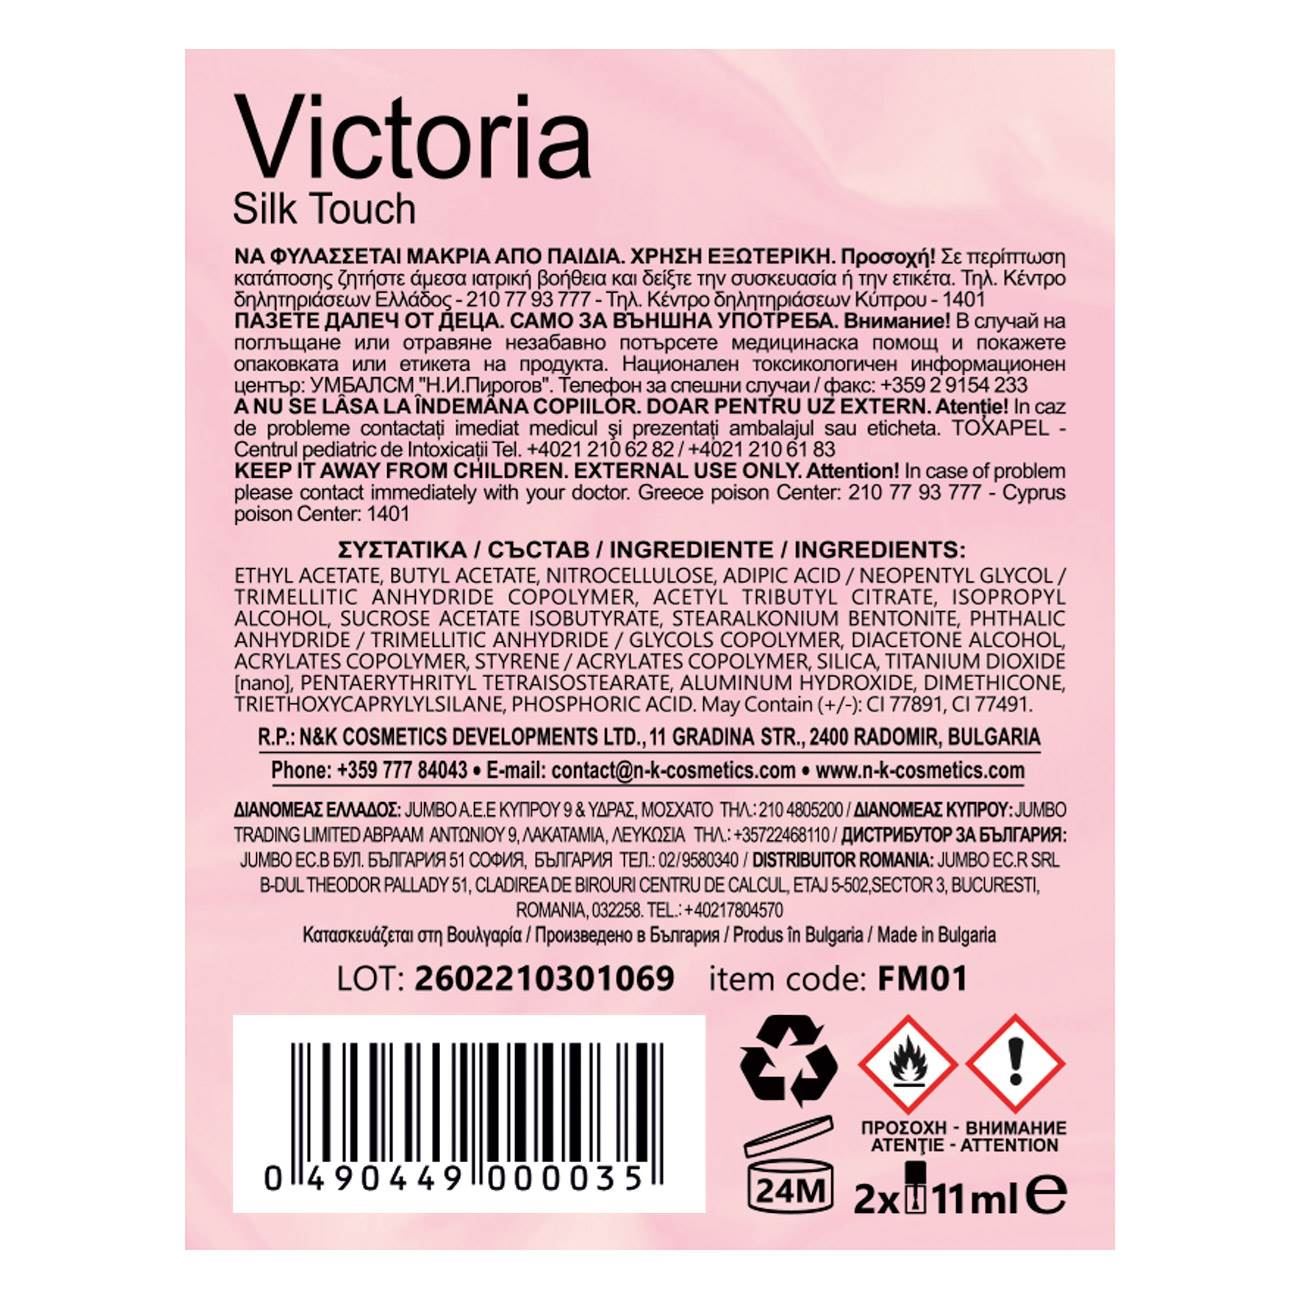 Victoria
Silk Touch
ΝΑ ΦΥΛΑΣΣΕΤΑΙ ΜΑΚΡΙΑ ΑΠΟ ΠΑΙΔΙΑ. ΧΡΗΣΗ ΕΞΩΤΕΡΙΚΗ. Προσοχή! Σε περίπτωση
κατάποσης ζητήστε άμεσα ιατρική βοήθεια και δείξτε την συσκευασία ή την ετικέτα. Τηλ. Κέντρο
δηλητηριάσεων Ελλάδος - 210 77 93 777 - Τηλ. Κέντρο δηλητηριάσεων Κύπρου - 1401
ПАЗЕТЕ ДАЛЕЧ ОТ ДЕЦА. САМО ЗА ВЪНШНА УПОТРЕБА. Внимание! В случай на
поглъщане или отравяне незабавно потърсете медицинаска помощ и покажете
опаковката или етикета на продукта. Национален токсикологичен информационен
център: УМБАЛСМ "Н.И.Пирогов". Телефон за спешни случаи / факс: +359 2 9154 233
A NU SE LÂSA LA ÎNDEMÂNA COPIILOR. DOAR PENTRU UZ EXTERN. Atenție! In caz
de probleme contactați imediat medicul și prezentați ambalajul sau eticheta. TOXAPEL -
Centrul pediatric de Intoxicații Tel. +4021 210 62 82 / +4021 210 61 83
KEEP IT AWAY FROM CHILDREN. EXTERNAL USE ONLY. Attention! In case of problem
please contact immediately with your doctor. Greece poison Center: 210 77 93 777 - Cyprus
poison Center: 1401
ΣΥΣΤΑΤΙΚΑ / СЪСТАВ / INGREDIENTE / INGREDIENTS:
ETHYL ACETATE, BUTYL ACETATE, NITROCELLULOSE, ADIPIC ACID / NEOPENTYL GLYCOL /
TRIMELLITIC ANHYDRIDE COPOLYMER, ACETYL TRIBUTYL CITRATE, ISOPROPYL
ALCOHOL, SUCROSE ACETATE ISOBUTYRATE, STEARALKONIUM BENTONITE, PHTHALIC
ANHYDRIDE / TRIMELLITIC ANHYDRIDE / GLYCOLS COPOLYMER, DIACETONE ALCOHOL,
ACRYLATES COPOLYMER, STYRENE / ACRYLATES COPOLYMER, SILICA, TITANIUM DIOXIDE
[nano], PENTAERYTHRITYL TETRAISOSTEARATE, ALUMINUM HYDROXIDE, DIMETHICONE,
TRIETHOXYCAPRYLYLSILANE, PHOSPHORIC ACID. May Contain (+/-): CI 77891, CI 77491.
R.P.: N&K COSMETICS DEVELOPMENTS LTD., 11 GRADINA STR., 2400 RADOMIR, BULGARIA
Phone: +359 777 84043 • E-mail: contact@n-k-cosmetics.com • www.n-k-cosmetics.com
ΔΙΑΝΟΜΕΑΣ ΕΛΛΑΔΟΣ: JUMBO A.E.E ΚΥΠΡΟΥ 9 & ΥΔΡΑΣ, ΜΟΣΧΑΤΟ ΤΗΛ.: 210 4805200 / ΔΙΑΝΟΜΕΑΣ ΚΥΠΡΟΥ: JUMBO
TRADING LIMITED ΑΒΡΑΑΜ ΑΝΤΩΝΙΟΥ 9, ΛΑΚΑΤΑΜΙΑ, ΛΕΥΚΩΣΙΑ ΤΗΛ.: +35722468110 / ДИСТРИБУТОР ЗА БЪЛГАРИЯ:
JUMBO EC.B БУЛ. БЪЛГАРИЯ 51 СОФИЯ, БЪЛГАРИЯ ТЕЛ.: 02/9580340 / DISTRIBUITOR ROMANIA: JUMBO EC.R SRL
B-DUL THEODOR PALLADY 51, CLADIREA DE BIROURI CENTRU DE CALCUL, ETAJ 5-502,SECTOR 3, BUCURESTI,
ROMANIA, 032258. TEL.: +40217804570
Κατασκευάζεται στη Βουλγαρία / Произведено в България / Produs în Bulgaria / Made in Bulgaria
LOT: 2602210301069 item code: FM01
0 490449 000035
ΠΡΟΣΟΧΗ - ВНИМАНИЕ
ATENŢIE - ATTENTION
24M
2x 11ml e